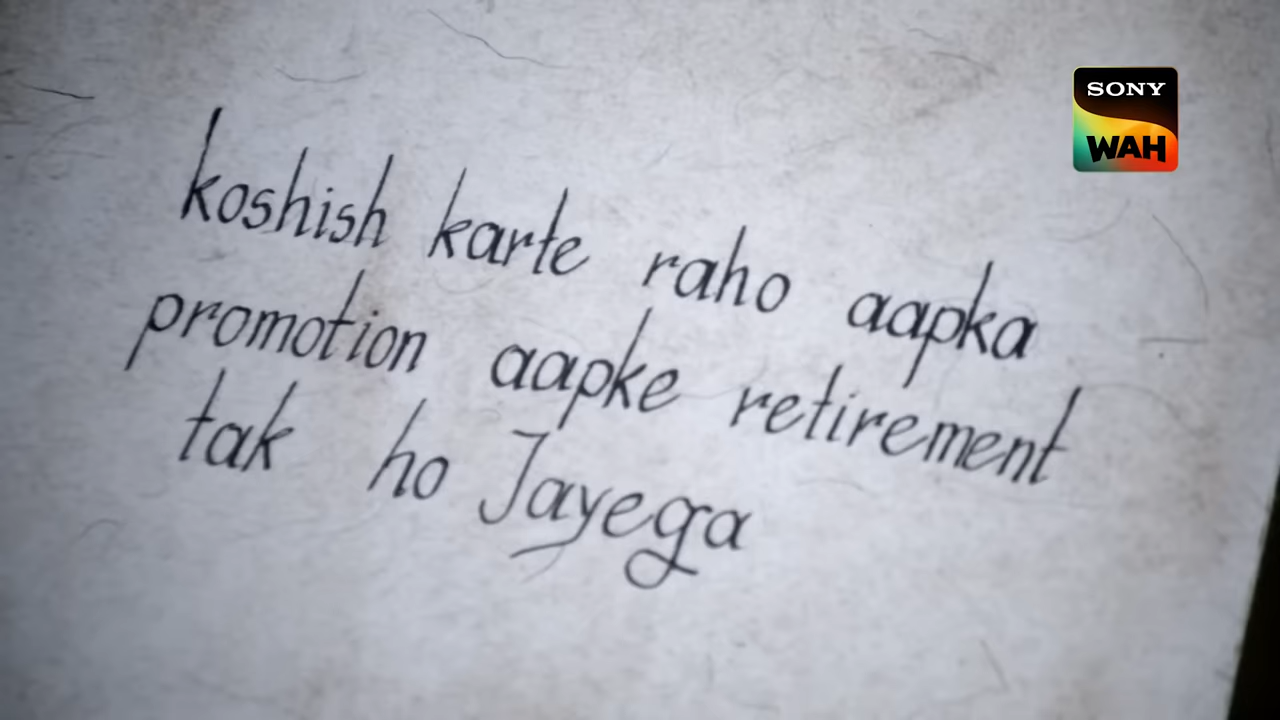 SONY
WAH
koshish karte raho aapka
promotion aapke retirement
tak ho Jayega